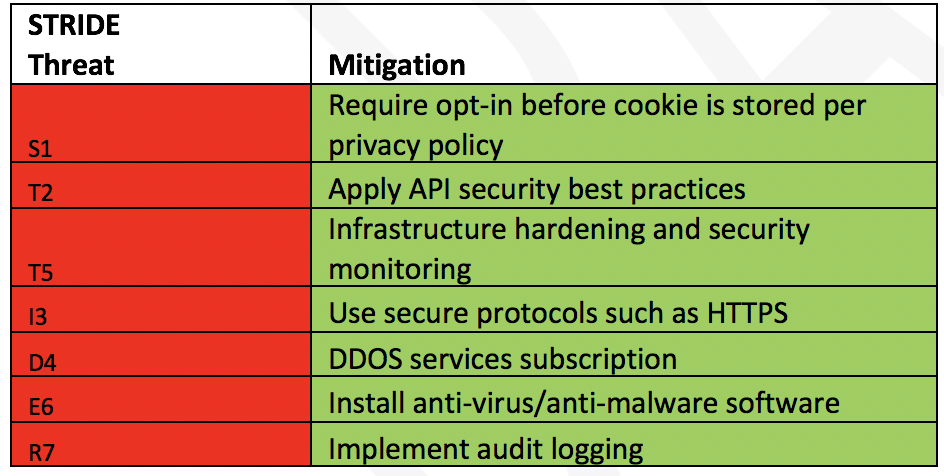 STRIDE
Threat
Mitigation
S1
Require opt-in before cookie is stored per
privacy policy
T2
Apply API security best practices
T5
Infrastructure hardening and security
monitoring
I3
Use secure protocols such as HTTPS
D4
DDOS services subscription
E6
Install anti-virus/anti-malware software
R7
Implement audit logging